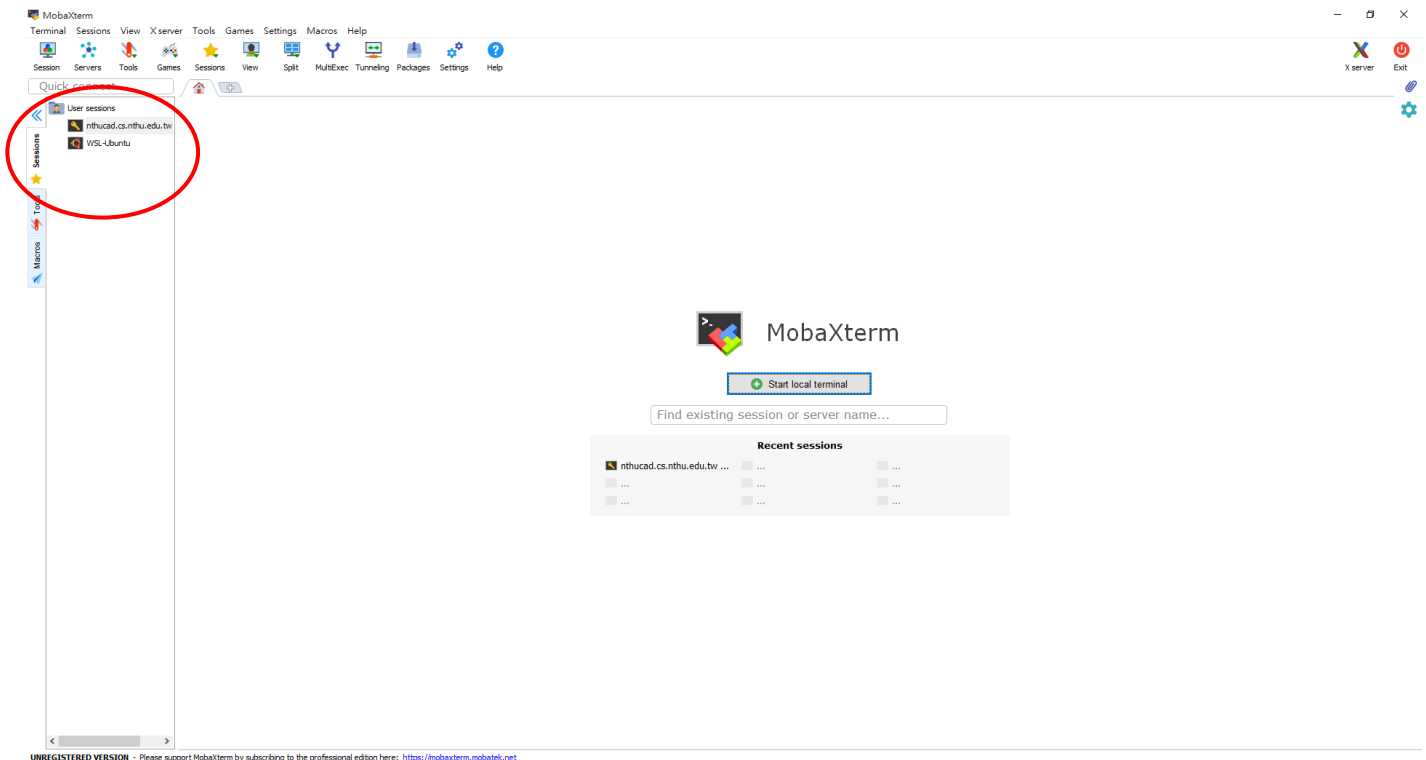 MobaXterm
Terminal Sessions View X server Tools Games Settings Macros Help
Session Servers Tools Games Sessions View Split MultiExec Tunneling Packages Settings Help X server Exit
Quick connect...
User sessions
nthucad.cs.nthu.edu.tw
WSL-Ubuntu
Sessions
Tools
Macros
>_
MobaXterm
Start local terminal
Find existing session or server name...
Recent sessions
nthucad.cs.nthu.edu.tw ... ... ...
... ... ...
... ... ...
UNREGISTERED VERSION - Please support MobaXterm by subscribing to the professional edition here: https://mobaxterm.mobatek.net